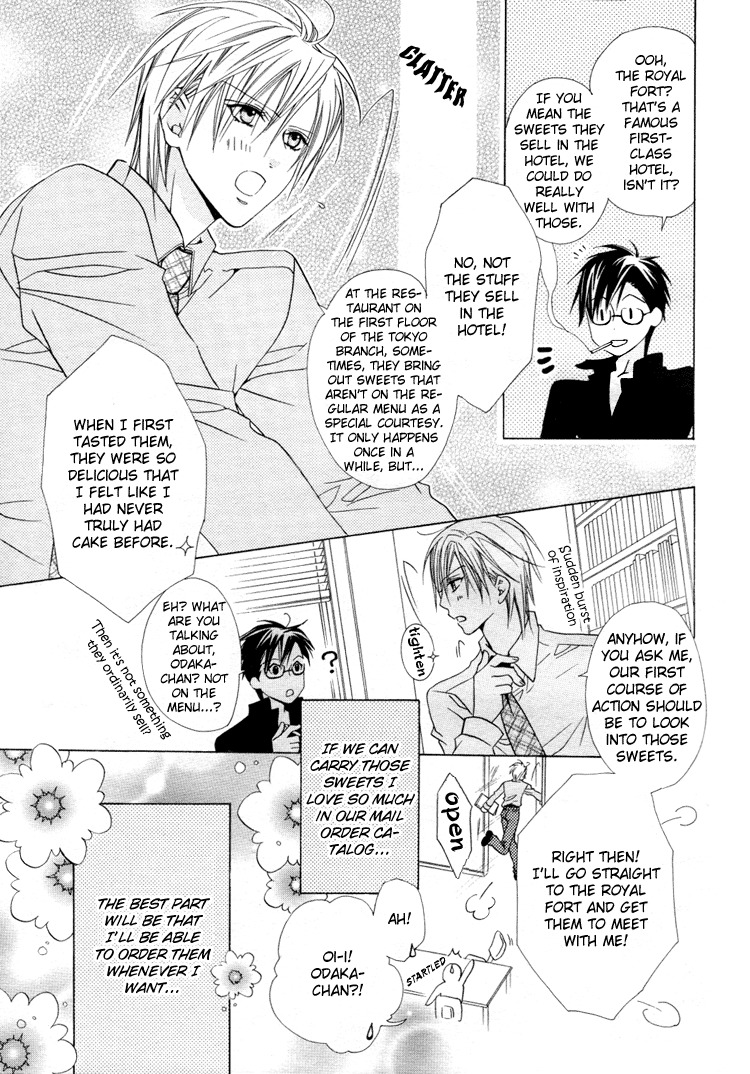 OOH,
THE ROYAL
FORT?
THAT'S A
FAMOUS
FIRST-
CLASS
HOTEL,
ISN'T IT?
IF YOU
MEAN THE
SWEETS THEY
SELL IN THE
HOTEL, WE
COULD DO
REALLY
WELL WITH
THOSE.
CLATTER
NO, NOT
THE STUFF
THEY SELL
IN THE
HOTEL!
AT THE RES-
TAURANT ON
THE FIRST FLOOR
OF THE TOKYO
BRANCH, SOME-
TIMES, THEY BRING
OUT SWEETS THAT
AREN'T ON THE RE-
GULAR MENU AS A
SPECIAL COURTESY.
IT ONLY HAPPENS
ONCE IN A
WHILE, BUT...
WHEN I FIRST
TASTED THEM,
THEY WERE SO
DELICIOUS THAT
I FELT LIKE I
HAD NEVER
TRULY HAD
CAKE BEFORE.
Sudden burst
of inspiration
tighten
ANYHOW, IF
YOU ASK ME,
OUR FIRST
COURSE OF
ACTION SHOULD
BE TO LOOK
INTO THOSE
SWEETS.
EH? WHAT
ARE YOU
TALKING
ABOUT,
ODAKA-
CHAN? NOT
ON THE
MENU...?
?
Then it's not something
they ordinarily sell?
RIGHT THEN!
I'LL GO STRAIGHT
TO THE ROYAL
FORT AND GET
THEM TO MEET
WITH ME!
open
STARTLED
AH!
OI-I!
ODAKA-
CHAN?!
IF WE CAN
CARRY THOSE
SWEETS I
LOVE SO MUCH
IN OUR MAIL
ORDER CA-
TALOG...
THE BEST PART
WILL BE THAT
I'LL BE ABLE
TO ORDER THEM
WHENEVER I
WANT...